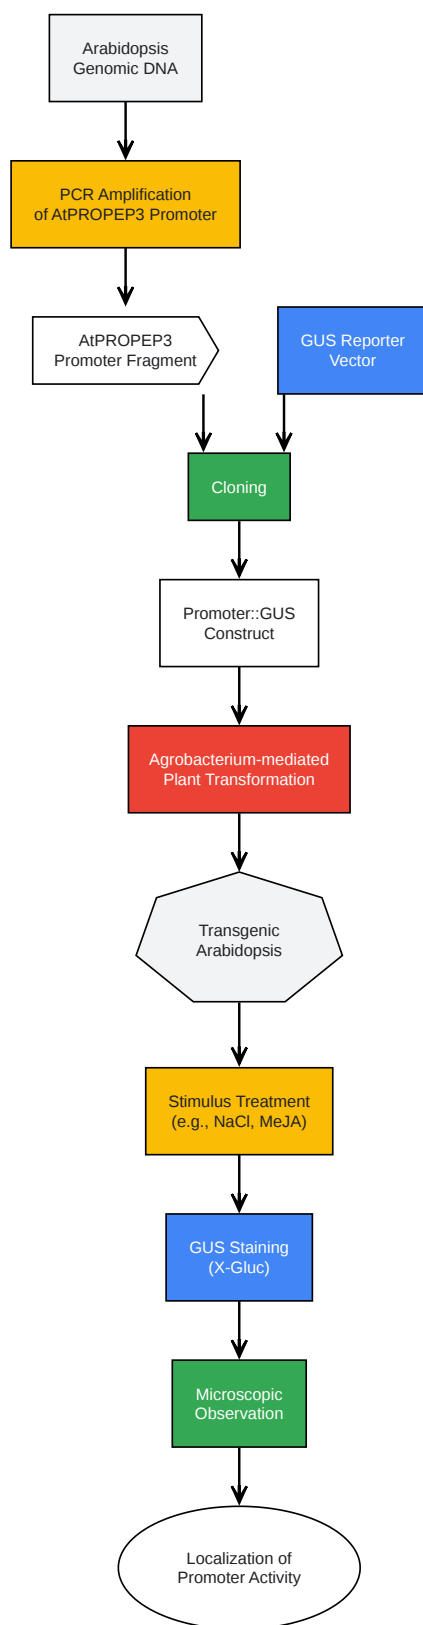 Arabidopsis
Genomic DNA
PCR Amplification
of AtPROPEP3 Promoter
AtPROPEP3
Promoter Fragment
GUS Reporter
Vector
Cloning
Promoter::GUS
Construct
Agrobacterium-mediated
Plant Transformation
Transgenic
Arabidopsis
Stimulus Treatment
(e.g., NaCl, MeJA)
GUS Staining
(X-Gluc)
Microscopic
Observation
Localization of
Promoter Activity